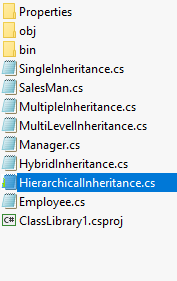 Properties
obj
bin
SingleInheritance.cs
SalesMan.cs
MultipleInheritance.cs
MultiLevelInheritance.cs
Manager.cs
HybridInheritance.cs
HierarchicalInheritance.cs
Employee.cs
C# ClassLibrary1.csproj